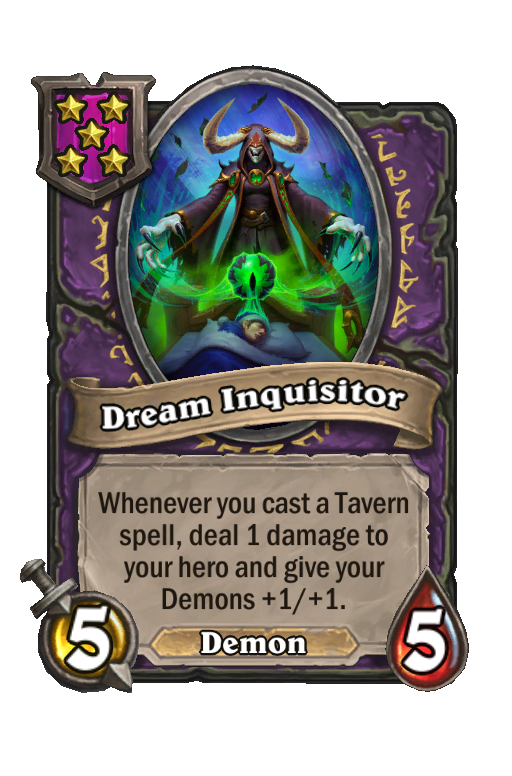 Dream Inquisitor
Whenever you cast a Tavern
spell, deal 1 damage to
your hero and give your
Demons +1/+1.
5
Demon
5